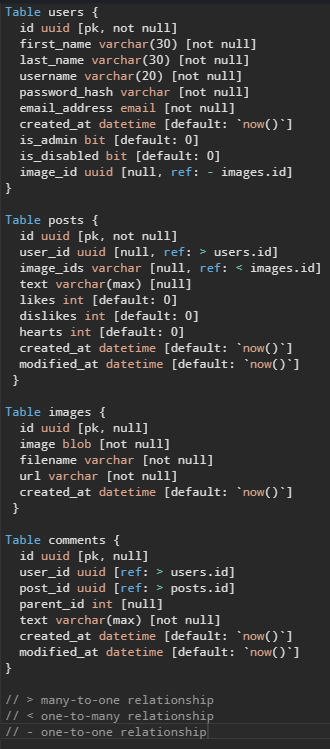 Table users {
  id uuid [pk, not null]
  first_name varchar(30) [not null]
  last_name varchar(30) [not null]
  username varchar(20) [not null]
  password_hash varchar [not null]
  email_address email [not null]
  created_at datetime [default: `now()`]
  is_admin bit [default: 0]
  is_disabled bit [default: 0]
  image_id uuid [null, ref: - images.id]
}

Table posts {
  id uuid [pk, not null]
  user_id uuid [null, ref: > users.id]
  image_ids varchar [null, ref: < images.id]
  text varchar(max) [null]
  likes int [default: 0]
  dislikes int [default: 0]
  hearts int [default: 0]
  created_at datetime [default: `now()`]
  modified_at datetime [default: `now()`]
 }

Table images {
  id uuid [pk, null]
  image blob [not null]
  filename varchar [not null]
  url varchar [not null]
  created_at datetime [default: `now()`]
 }

Table comments {
  id uuid [pk, null]
  user_id uuid [ref: > users.id]
  post_id uuid [ref: > posts.id]
  parent_id int [null]
  text varchar(max) [not null]
  created_at datetime [default: `now()`]
  modified_at datetime [default: `now()`]
}

// > many-to-one relationship
// < one-to-many relationship
// - one-to-one relationship